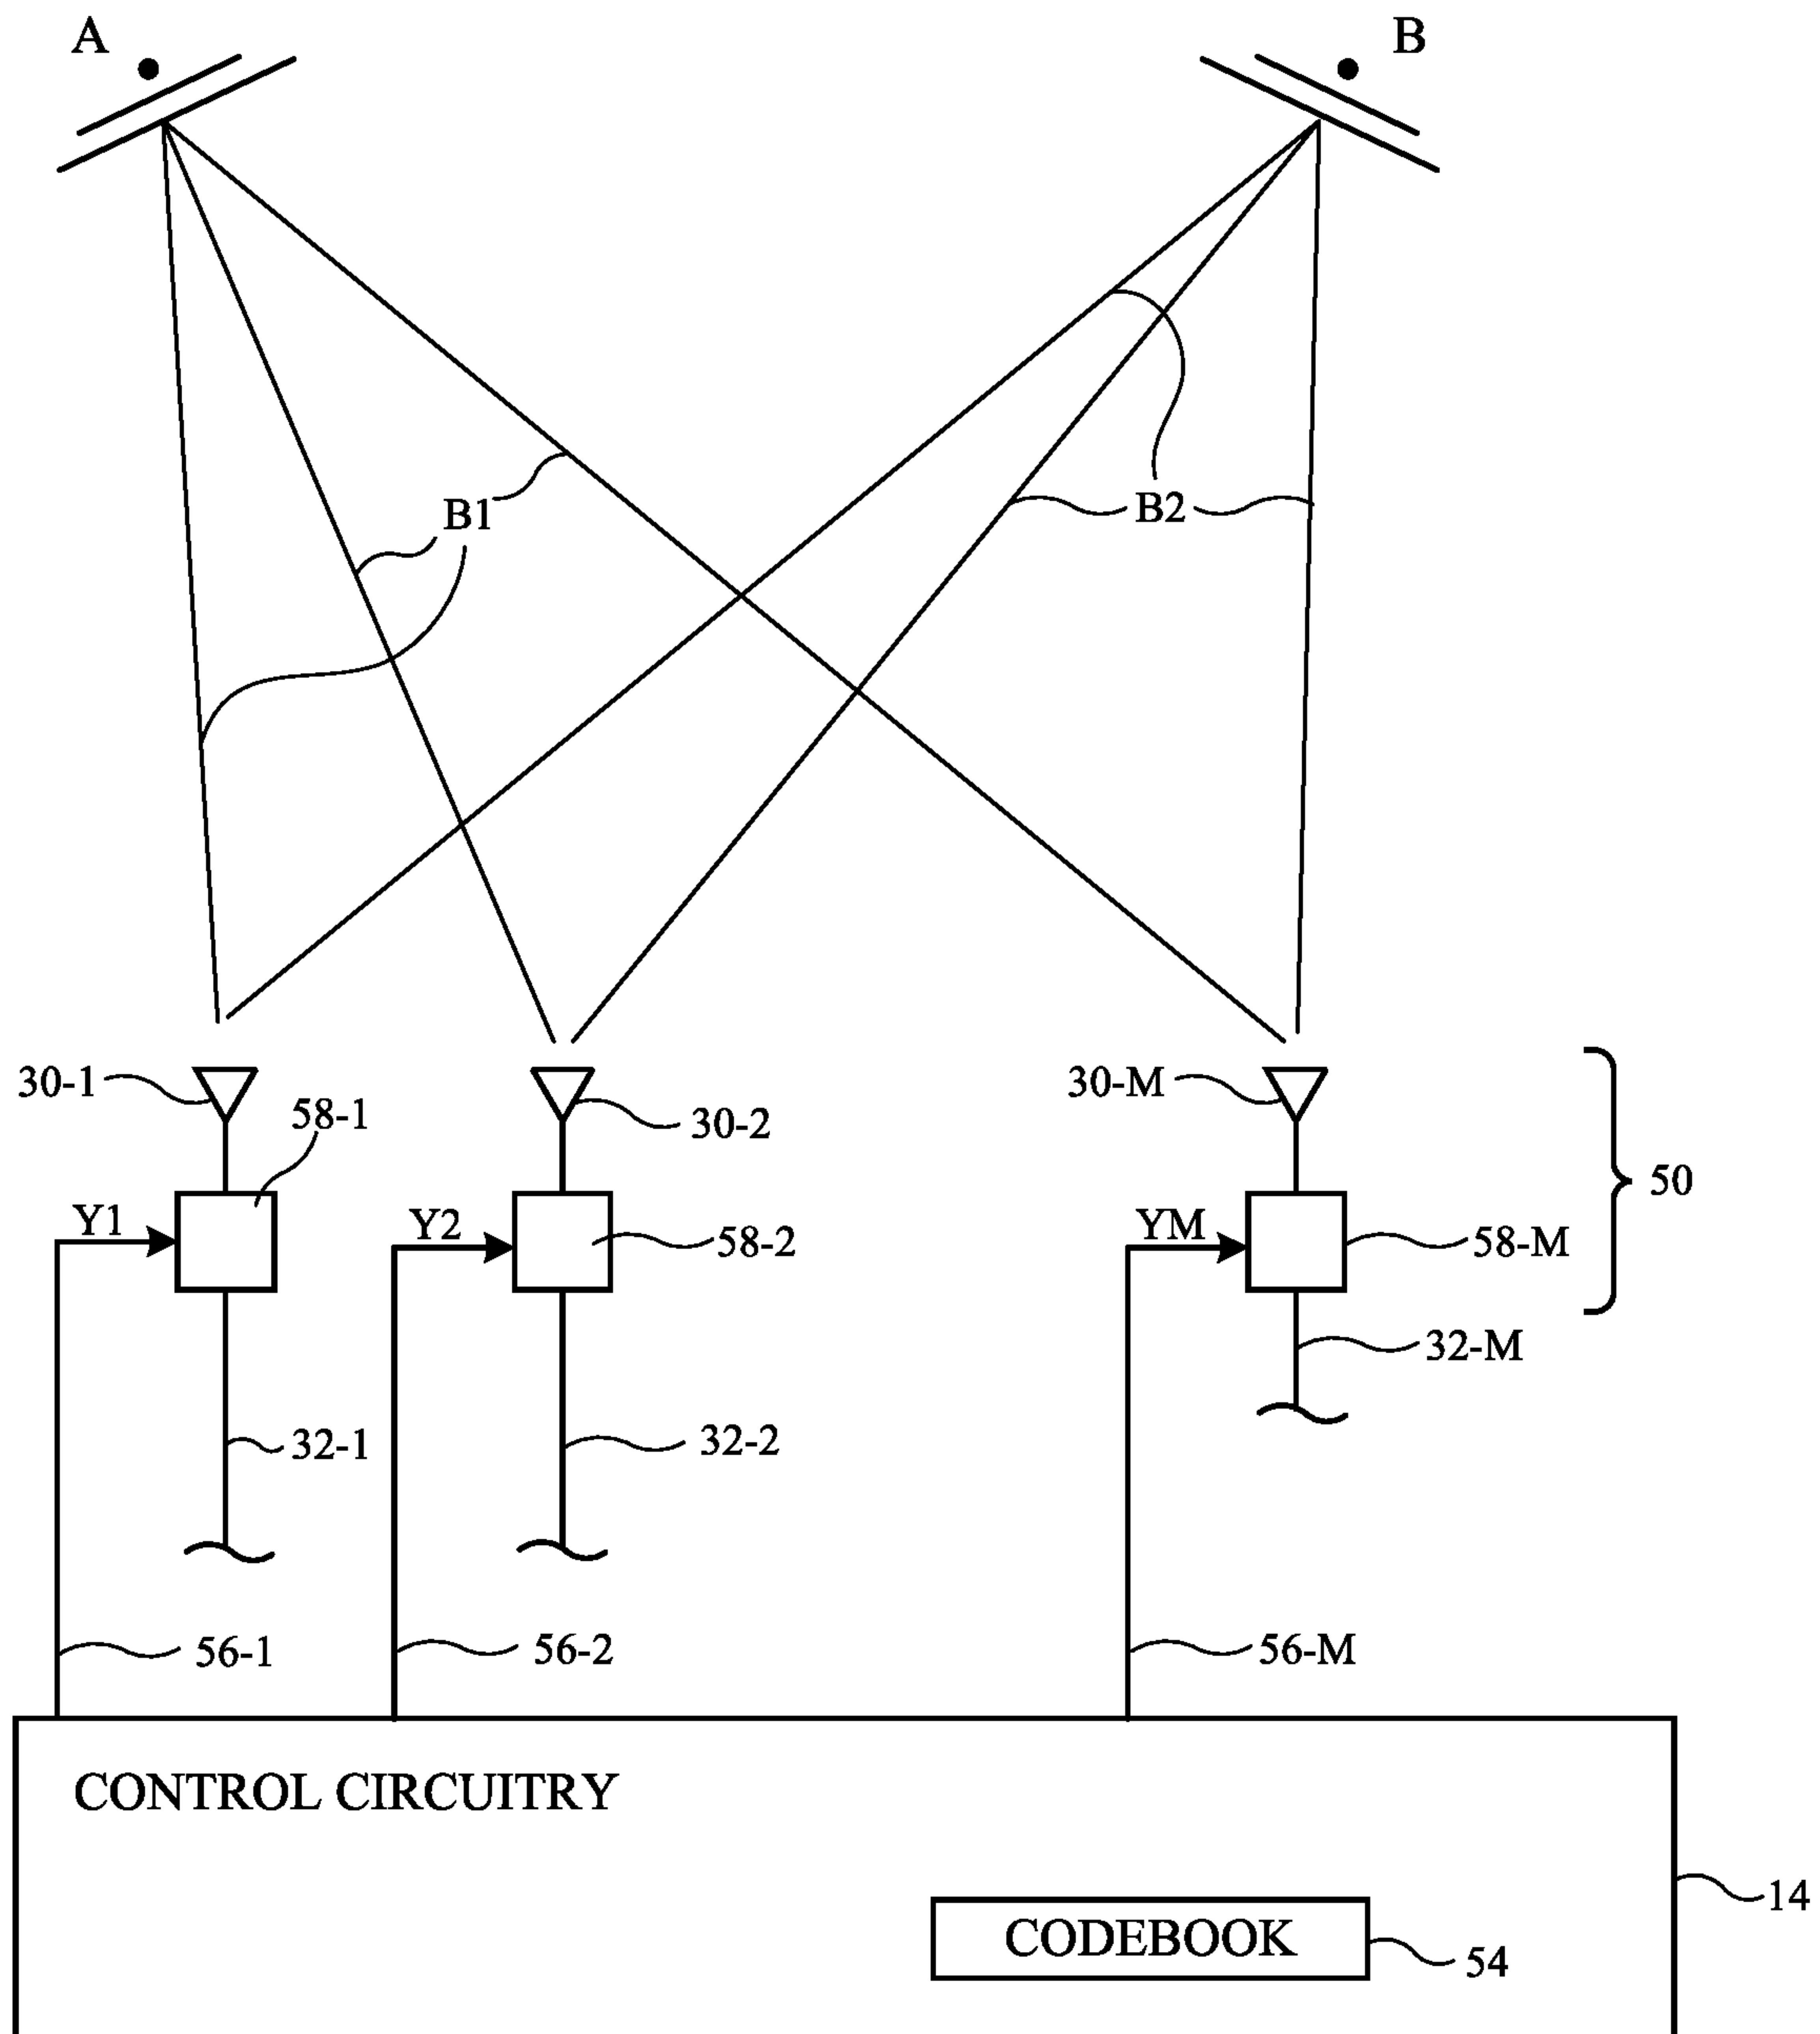 A
B
B1
B2
30-1
58-1
30-2
30-M
50
Y1
Y2
58-2
YM
58-M
32-M
32-1
32-2
56-1
56-2
56-M
CONTROL CIRCUITRY
14
CODEBOOK
54